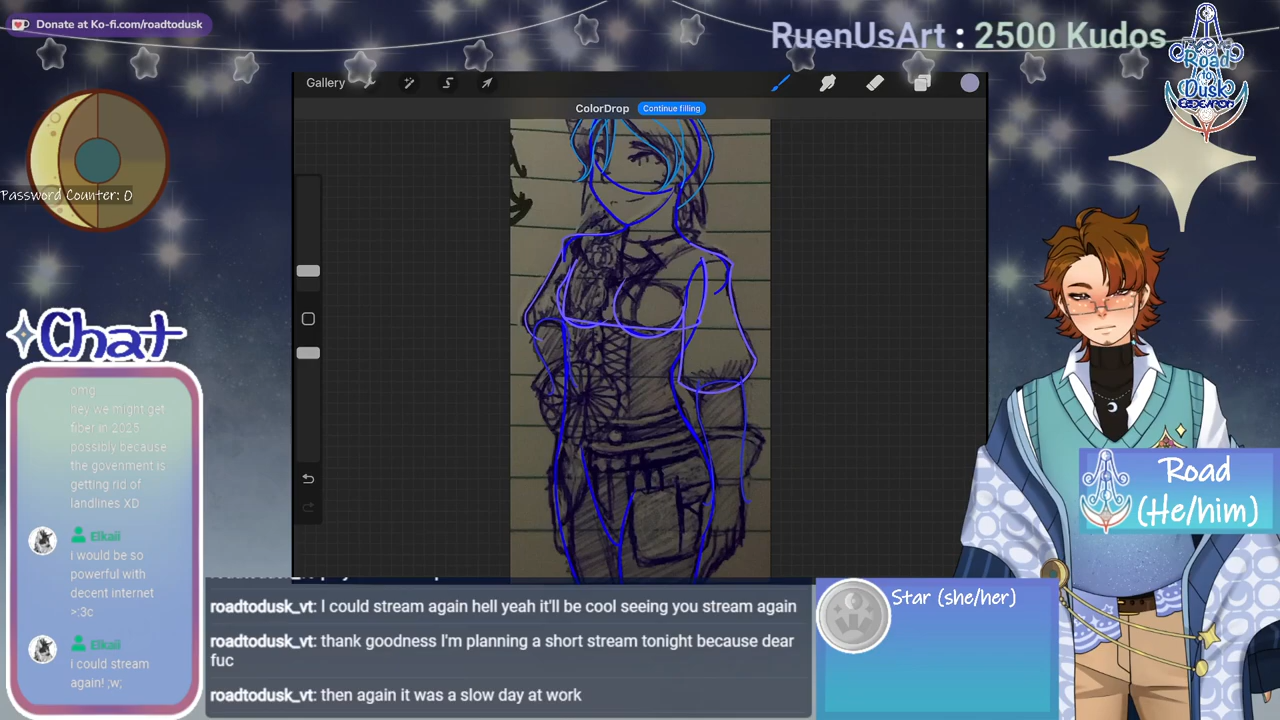 Donate at Ko-fi.com/roadtodusk
RuenUsArt : 2500 Kudos
Road
to
Dusk
Gallery
ColorDrop
Continue filling
Password Counter: 0
Chat
omg
hey we might get
fiber in 2025
possibly because
the govenment is
getting rid of
landlines XD
Elkaii
I would be so
powerful with
decent internet
>:3c
Elkaii
I could stream
again! ;w;
roadtodusk_vt: I could stream again hell yeah it'll be cool seeing you stream again
roadtodusk_vt: thank goodness I'm planning a short stream tonight because dear
fuc
roadtodusk_vt: then again it was a slow day at work
Star (she/her)
Road
(He/him)